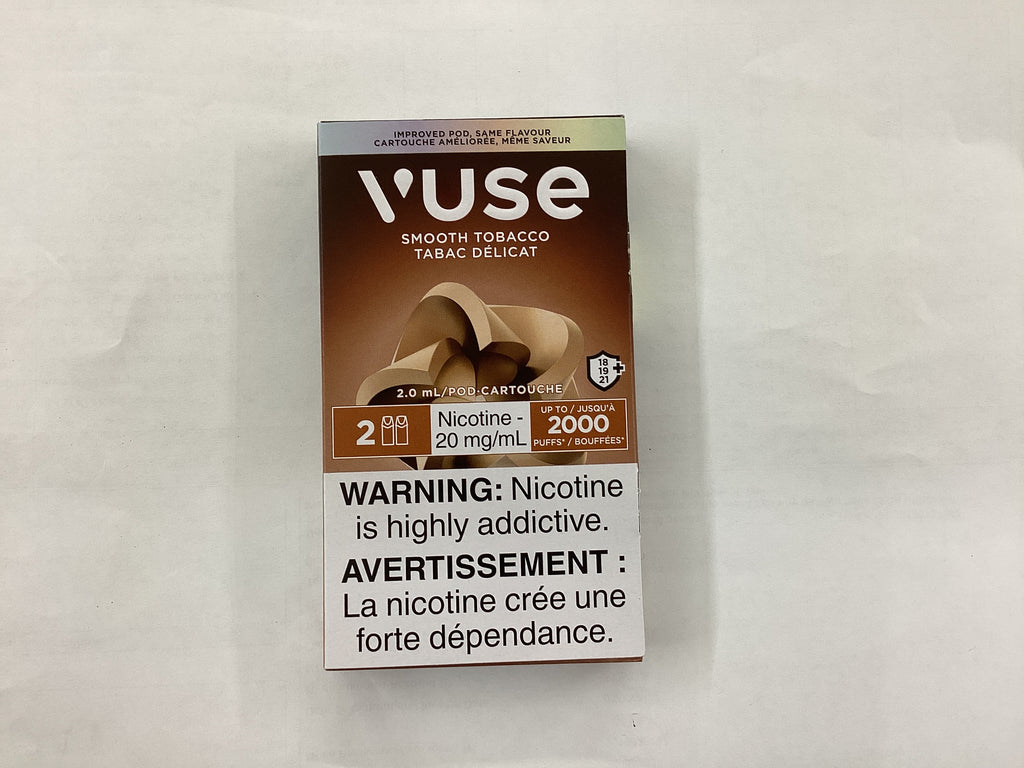 IMPROVED POD, SAME FLAVOUR
CARTOUCHE AMÉLIORÉE, MÊME SAVEUR
VUSE
SMOOTH TOBACCO
TABAC DÉLICAT
18
19
21
+
2.0 mL/POD-CARTOUCHE
2
Nicotine -
20 mg/mL
UP TO / JUSQU'À
2000
PUFFS* / BOUFFÉES*
WARNING: Nicotine
is highly addictive.
AVERTISSEMENT :
La nicotine crée une
forte dépendance.